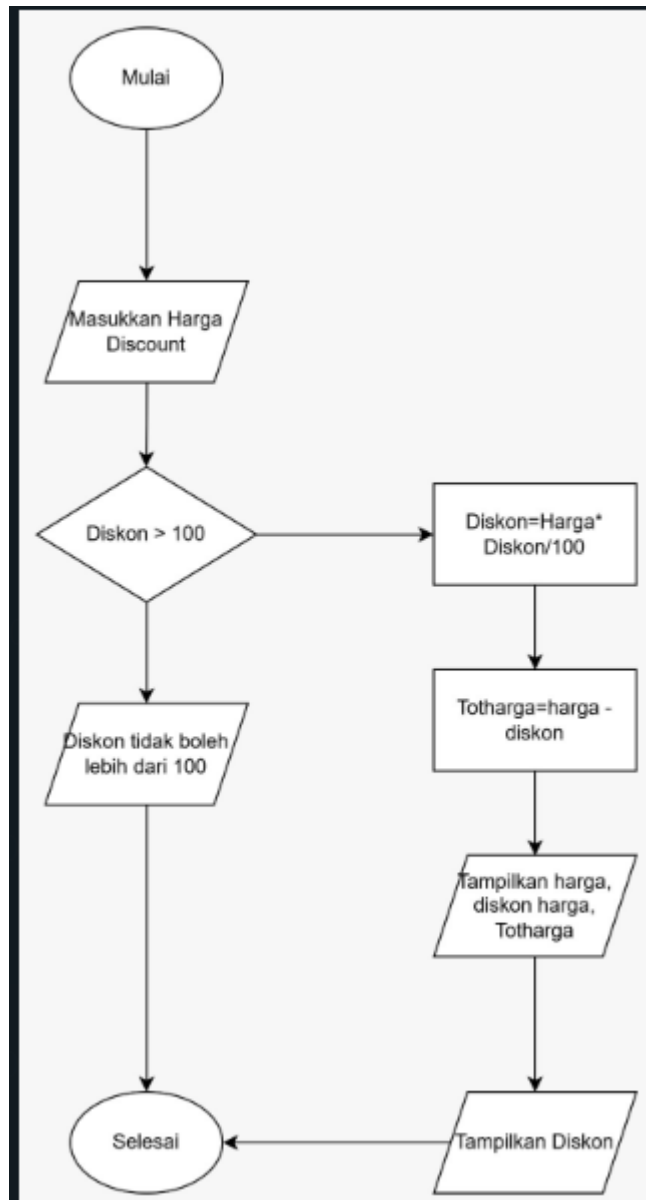 Mulai
Masukkan Harga
Discount
Diskon > 100
Diskon=Harga*
Diskon/100
Diskon tidak boleh
lebih dari 100
Totharga=harga -
diskon
Tampilkan harga,
diskon harga,
Totharga
Selesai
Tampilkan Diskon